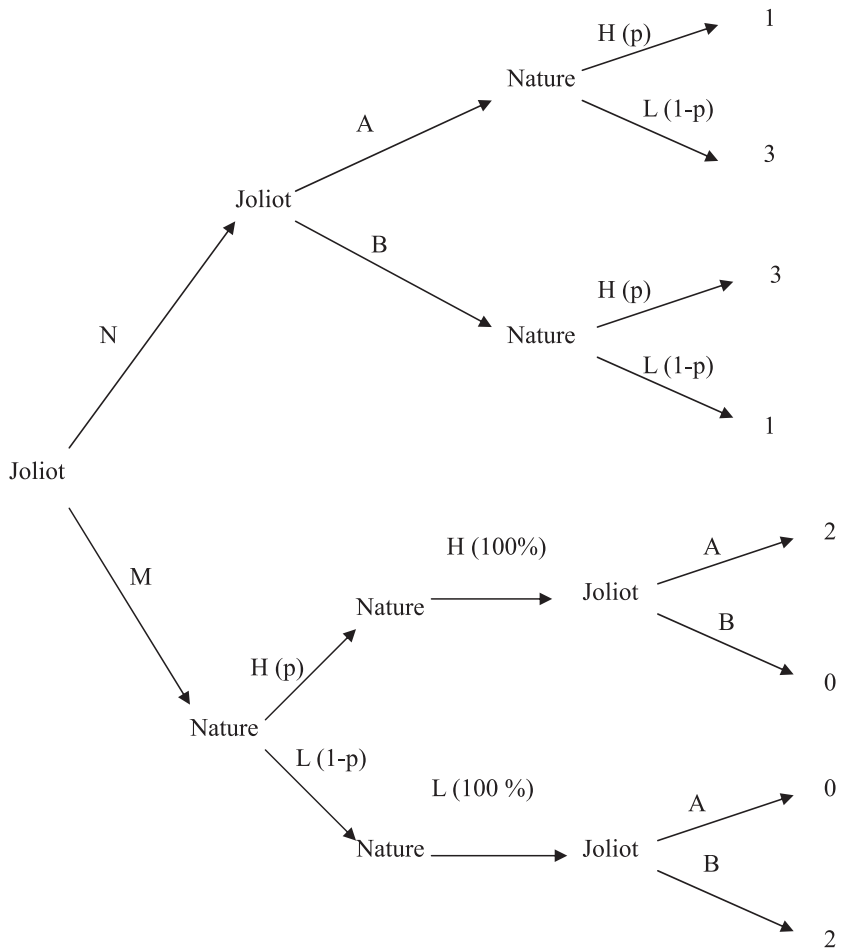 H (p)
1
Nature
L (1-p)
A
3
Joliot
B
H (p)
3
Nature
L (1-p)
N
1
Joliot
M
H (100%)
A
2
Nature
Joliot
B
H (p)
0
Nature
L (1-p)
L (100 %)
A
0
Nature
Joliot
B
2